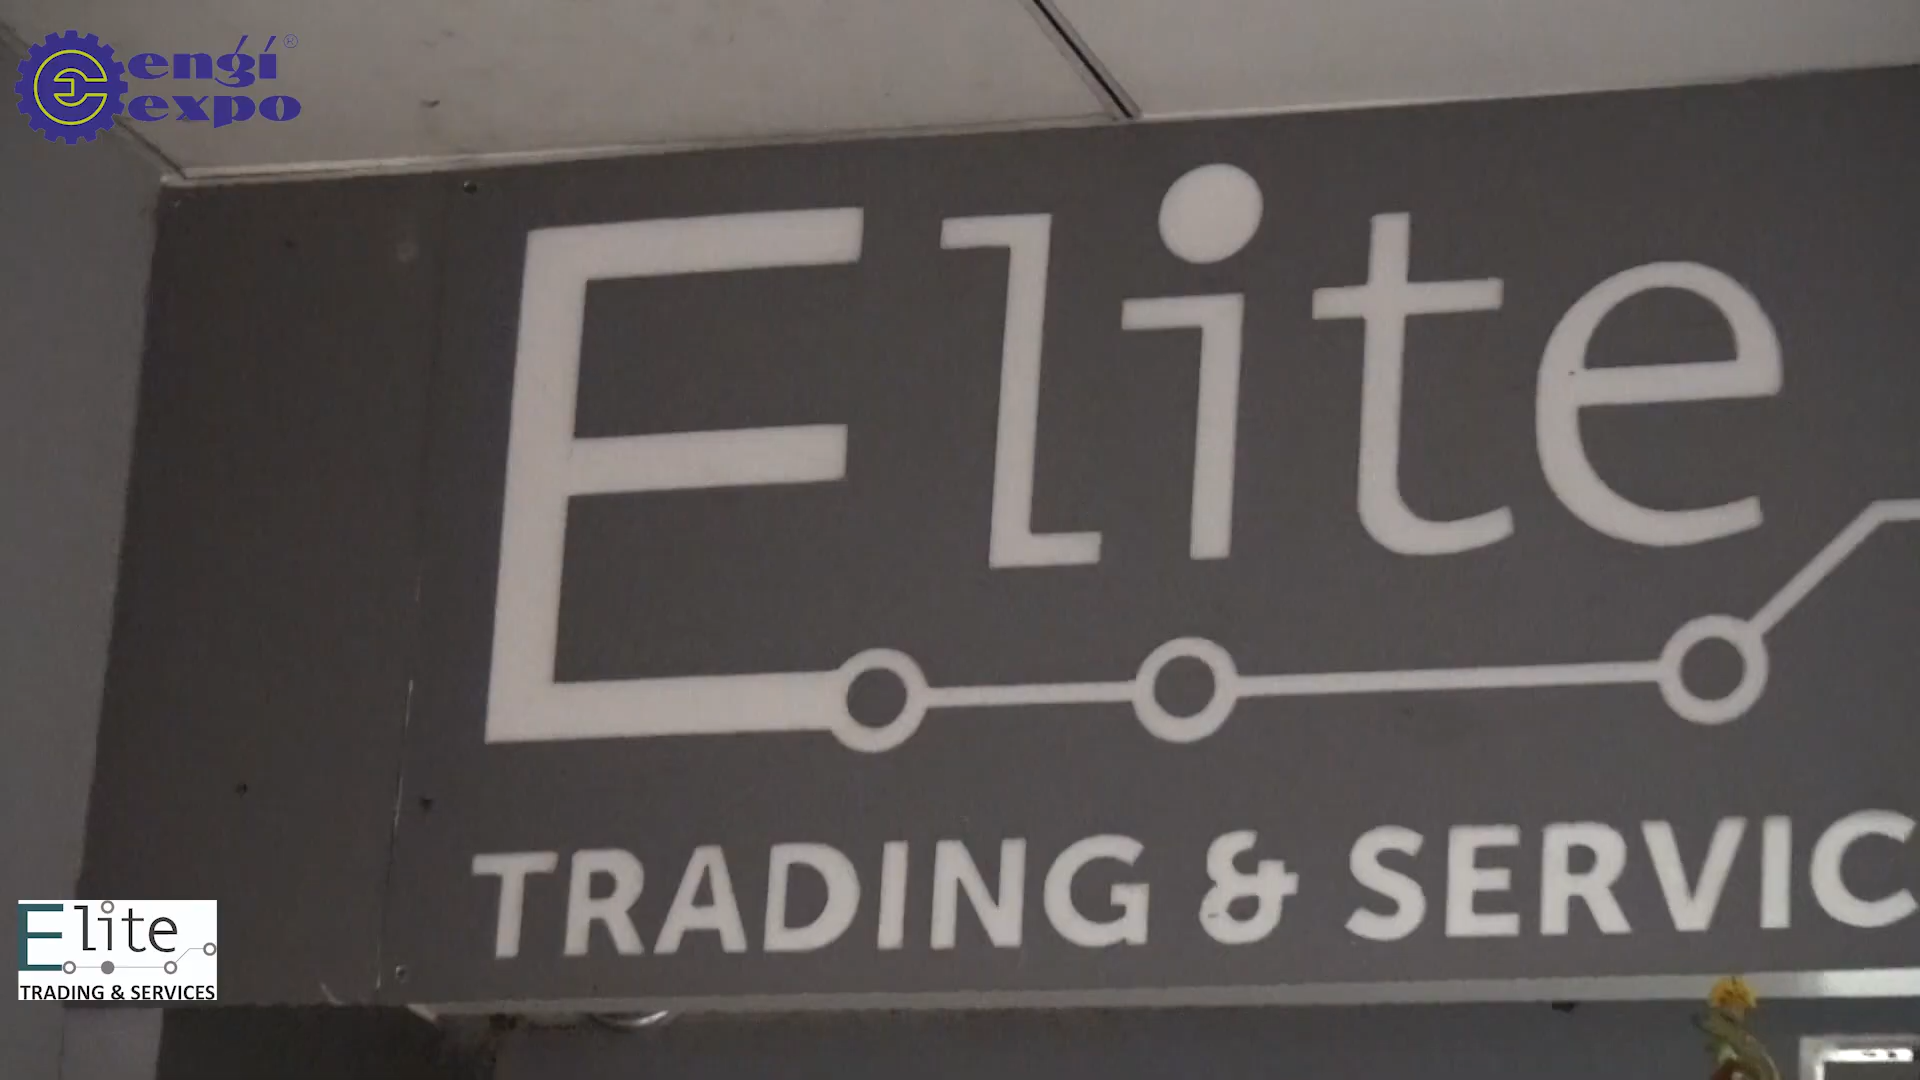 engi®
expo
Elite
TRADING & SERVIC
Elite
TRADING & SERVICES